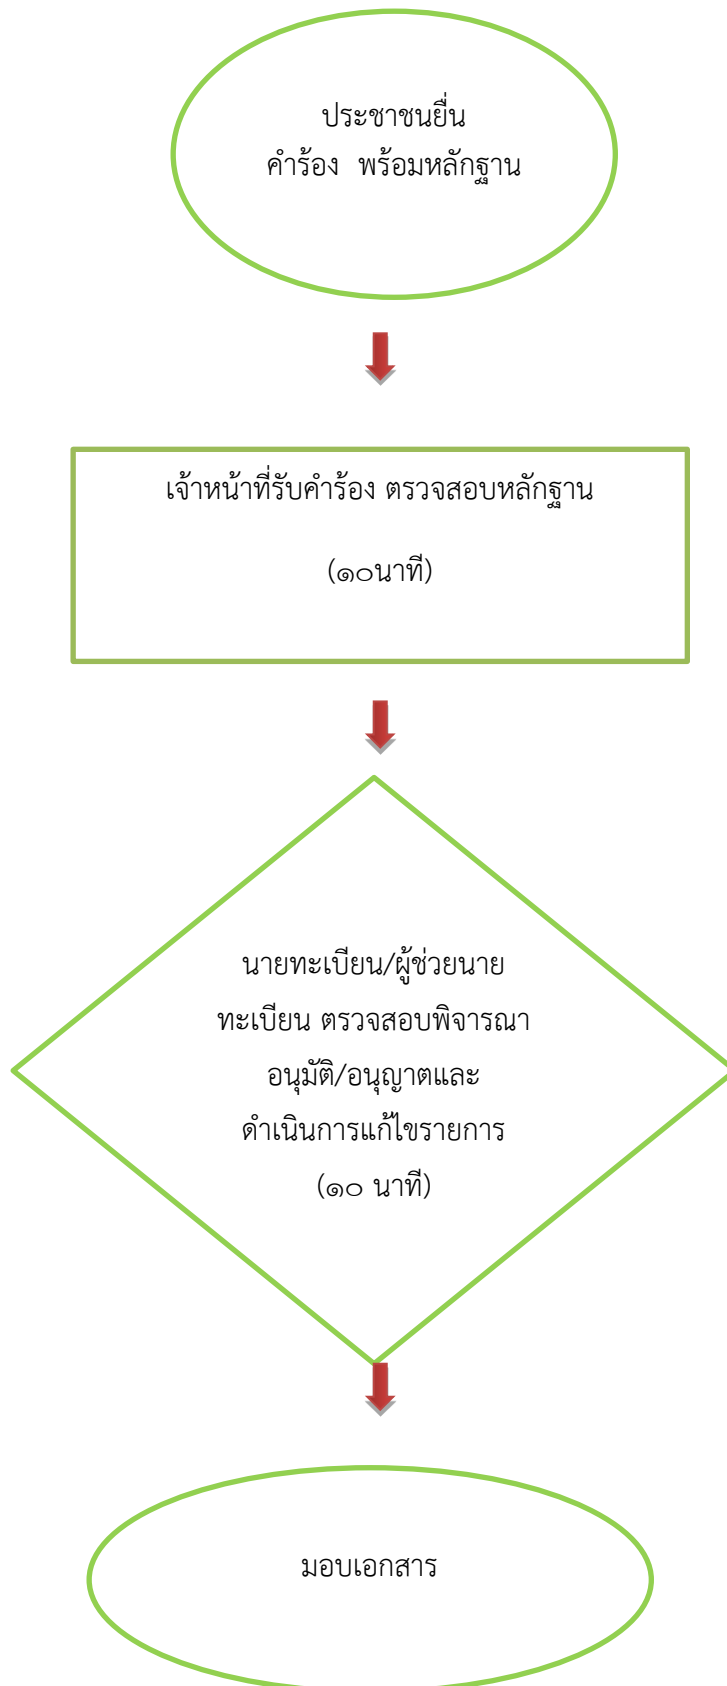 ประชาชนยื่น
คำร้อง พร้อมหลักฐาน
เจ้าหน้าที่รับคำร้อง ตรวจสอบหลักฐาน
(๑๐นาที)
นายทะเบียน/ผู้ช่วยนาย
ทะเบียน ตรวจสอบพิจารณา
อนุมัติ/อนุญาตและ
ดำเนินการแก้ไขรายการ
(๑๐ นาที)
มอบเอกสาร